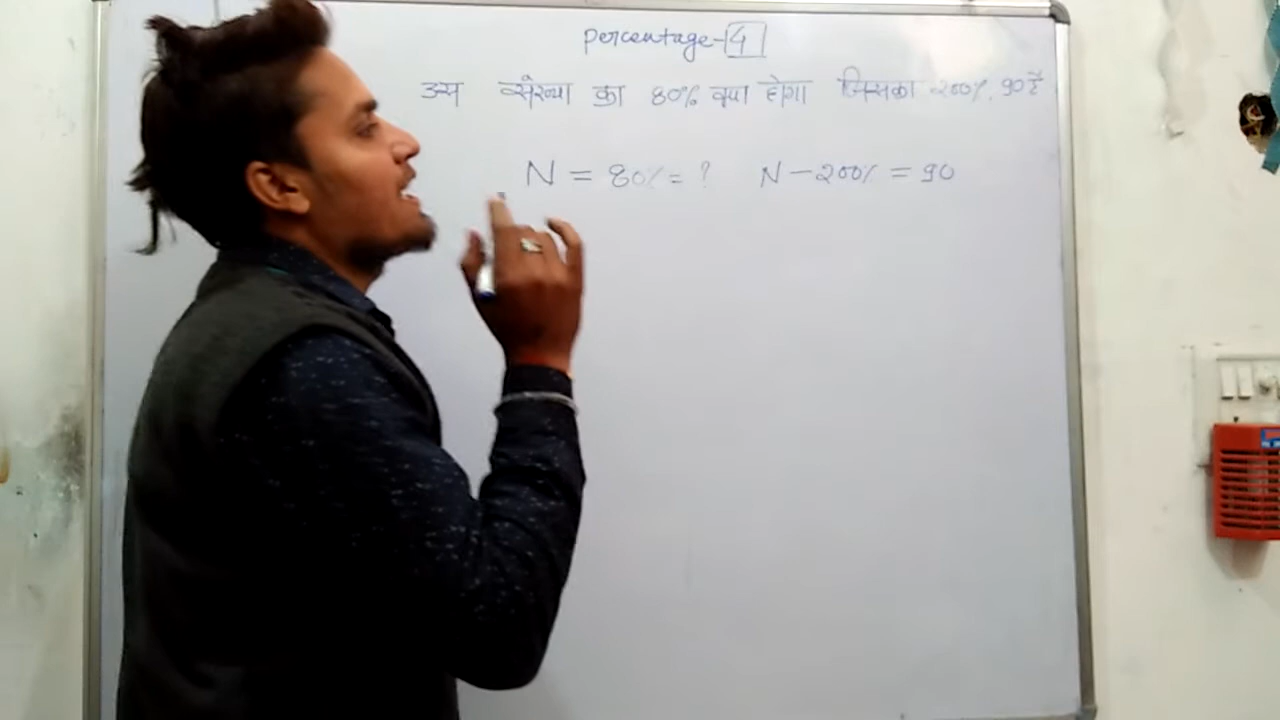 percentage-4
उस संख्या का 80% क्या होगा जिसका 200%, 90 है
N = 80% = ? N - 200% = 90